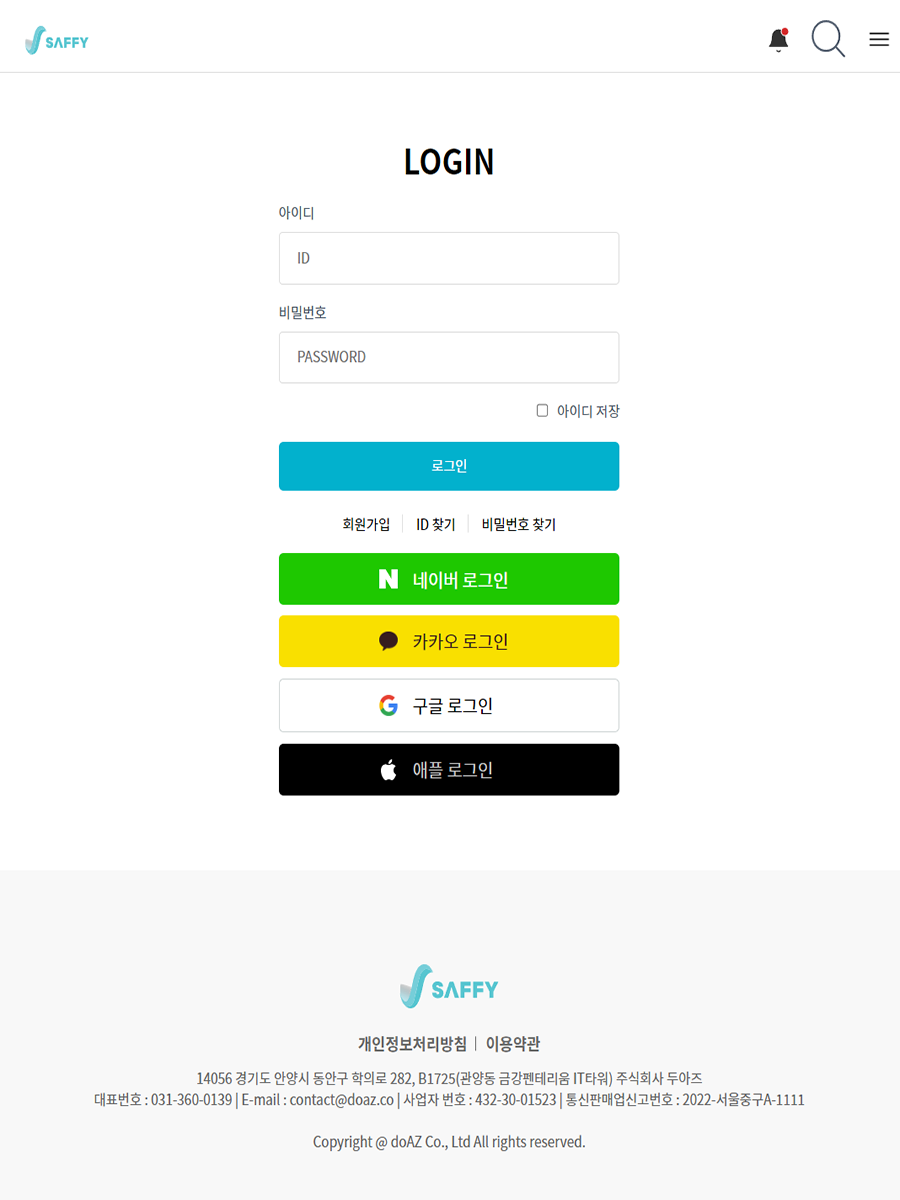 SAFFY
LOGIN
아이디
ID
비밀번호
PASSWORD
아이디 저장
로그인
회원가입 ID 찾기 비밀번호 찾기
N 네이버 로그인
카카오 로그인
G 구글 로그인
애플 로그인
SAFFY
개인정보처리방침 | 이용약관
14056 경기도 안양시 동안구 학의로 282, B1725(관양동 금강펜테리움 IT타워) 주식회사 두아즈
대표번호 : 031-360-0139 | E-mail : contact@doaz.co | 사업자 번호 : 432-30-01523 | 통신판매업신고번호 : 2022-서울중구A-1111
Copyright @ doAZ Co., Ltd All rights reserved.